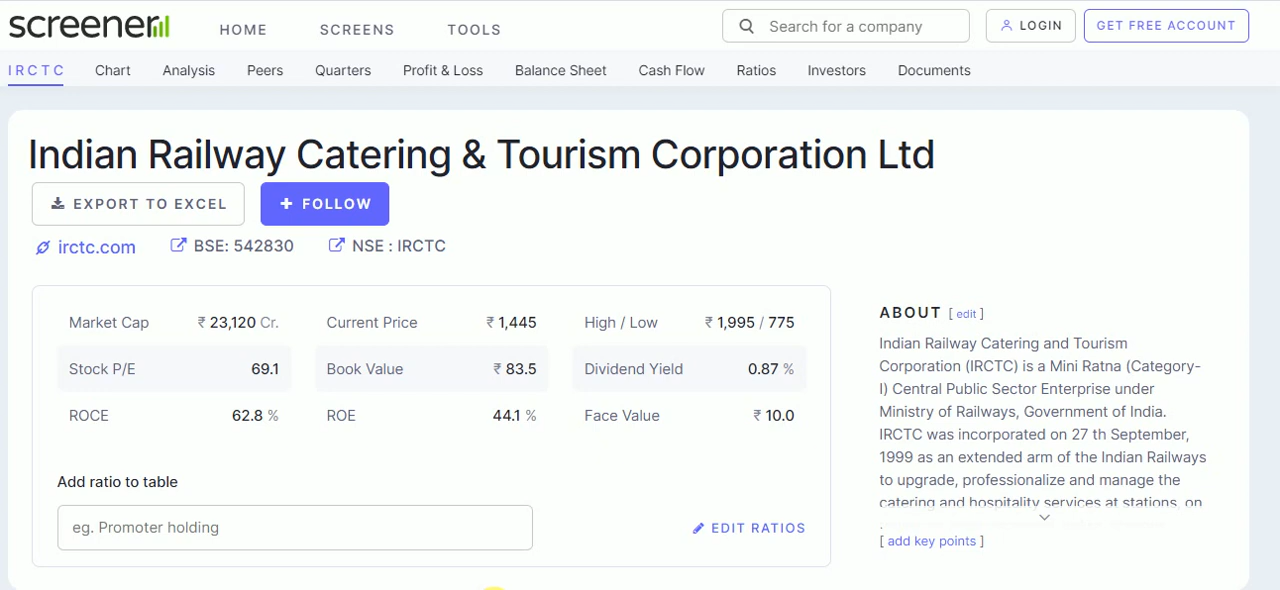 screener
HOME SCREENS TOOLS
Search for a company
LOGIN
GET FREE ACCOUNT
IRCTC Chart Analysis Peers Quarters Profit & Loss Balance Sheet Cash Flow Ratios Investors Documents
Indian Railway Catering & Tourism Corporation Ltd
EXPORT TO EXCEL
+ FOLLOW
irctc.com BSE: 542830 NSE : IRCTC
Market Cap ₹ 23,120 Cr. Current Price ₹ 1,445 High / Low ₹ 1,995 / 775
Stock P/E 69.1 Book Value ₹ 83.5 Dividend Yield 0.87 %
ROCE 62.8 % ROE 44.1 % Face Value ₹ 10.0
Add ratio to table
eg. Promoter holding
EDIT RATIOS
ABOUT [ edit ]
Indian Railway Catering and Tourism
Corporation (IRCTC) is a Mini Ratna (Category-
I) Central Public Sector Enterprise under
Ministry of Railways, Government of India.
IRCTC was incorporated on 27 th September,
1999 as an extended arm of the Indian Railways
to upgrade, professionalize and manage the
catering and hospitality services at stations, on
[ add key points ]